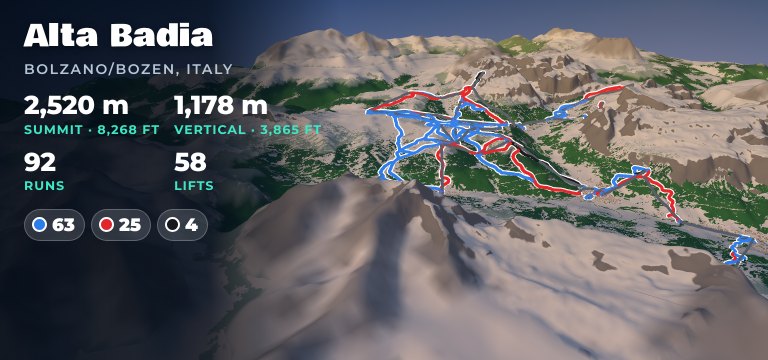 Alta Badia
BOLZANO/BOZEN, ITALY
2,520 m 1,178 m
SUMMIT · 8,268 FT VERTICAL · 3,865 FT
92 58
RUNS LIFTS
63 25 4